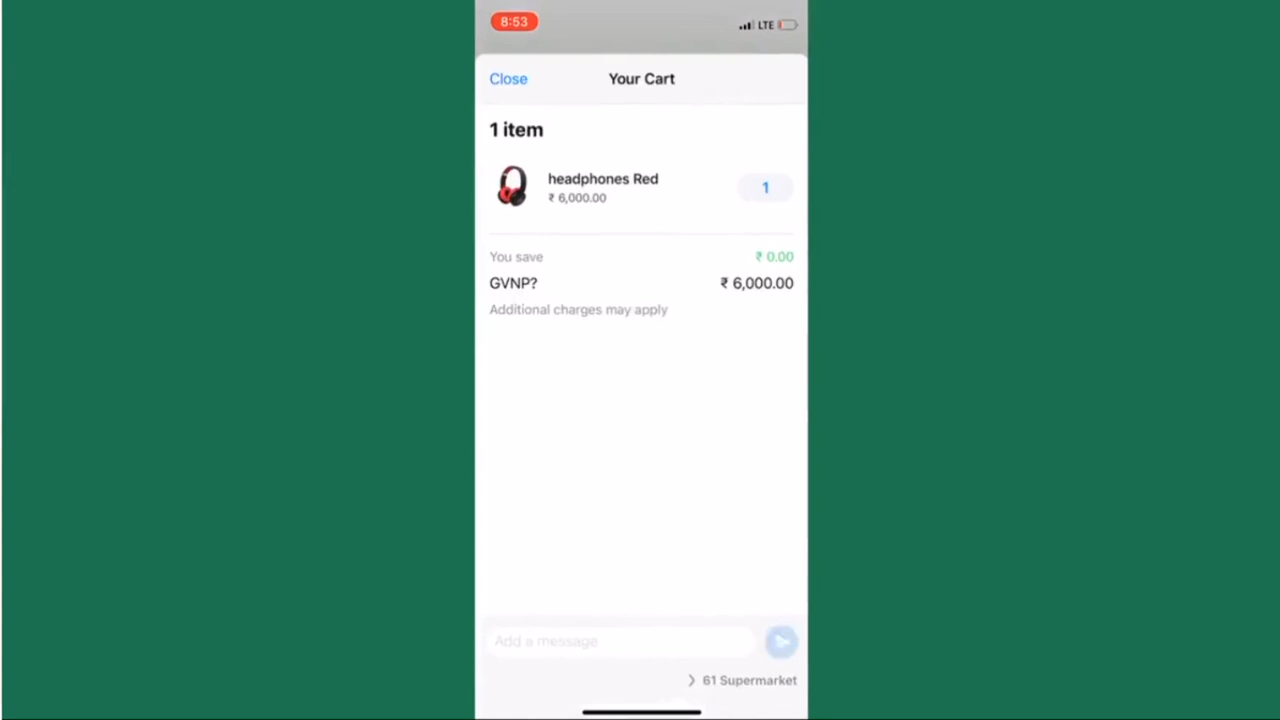 8:53
LTE
Close
Your Cart
1 item
headphones Red
₹ 6,000.00
1
You save
₹ 0.00
GVNP?
₹ 6,000.00
Additional charges may apply
Add a message
61 Supermarket